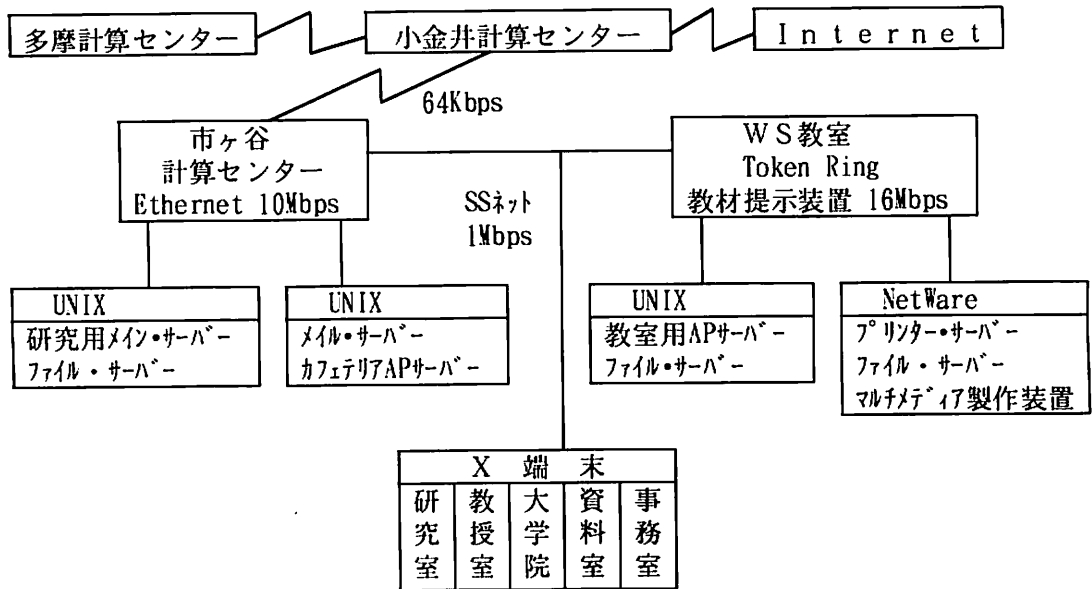 多摩計算センター
小金井計算センター
Internet
64Kbps
市ヶ谷
計算センター
Ethernet 10Mbps
WS教室
Token Ring
教材提示装置 16Mbps
SSネット
1Mbps
UNIX
研究用メイン・サーバー
ファイル・サーバー
UNIX
メイル・サーバー
カフェテリアAPサーバー
UNIX
教室用APサーバー
ファイル・サーバー
NetWare
プリンター・サーバー
ファイル・サーバー
マルチメディア製作装置
X端末
研究室
教授室
大学院
資料室
事務室